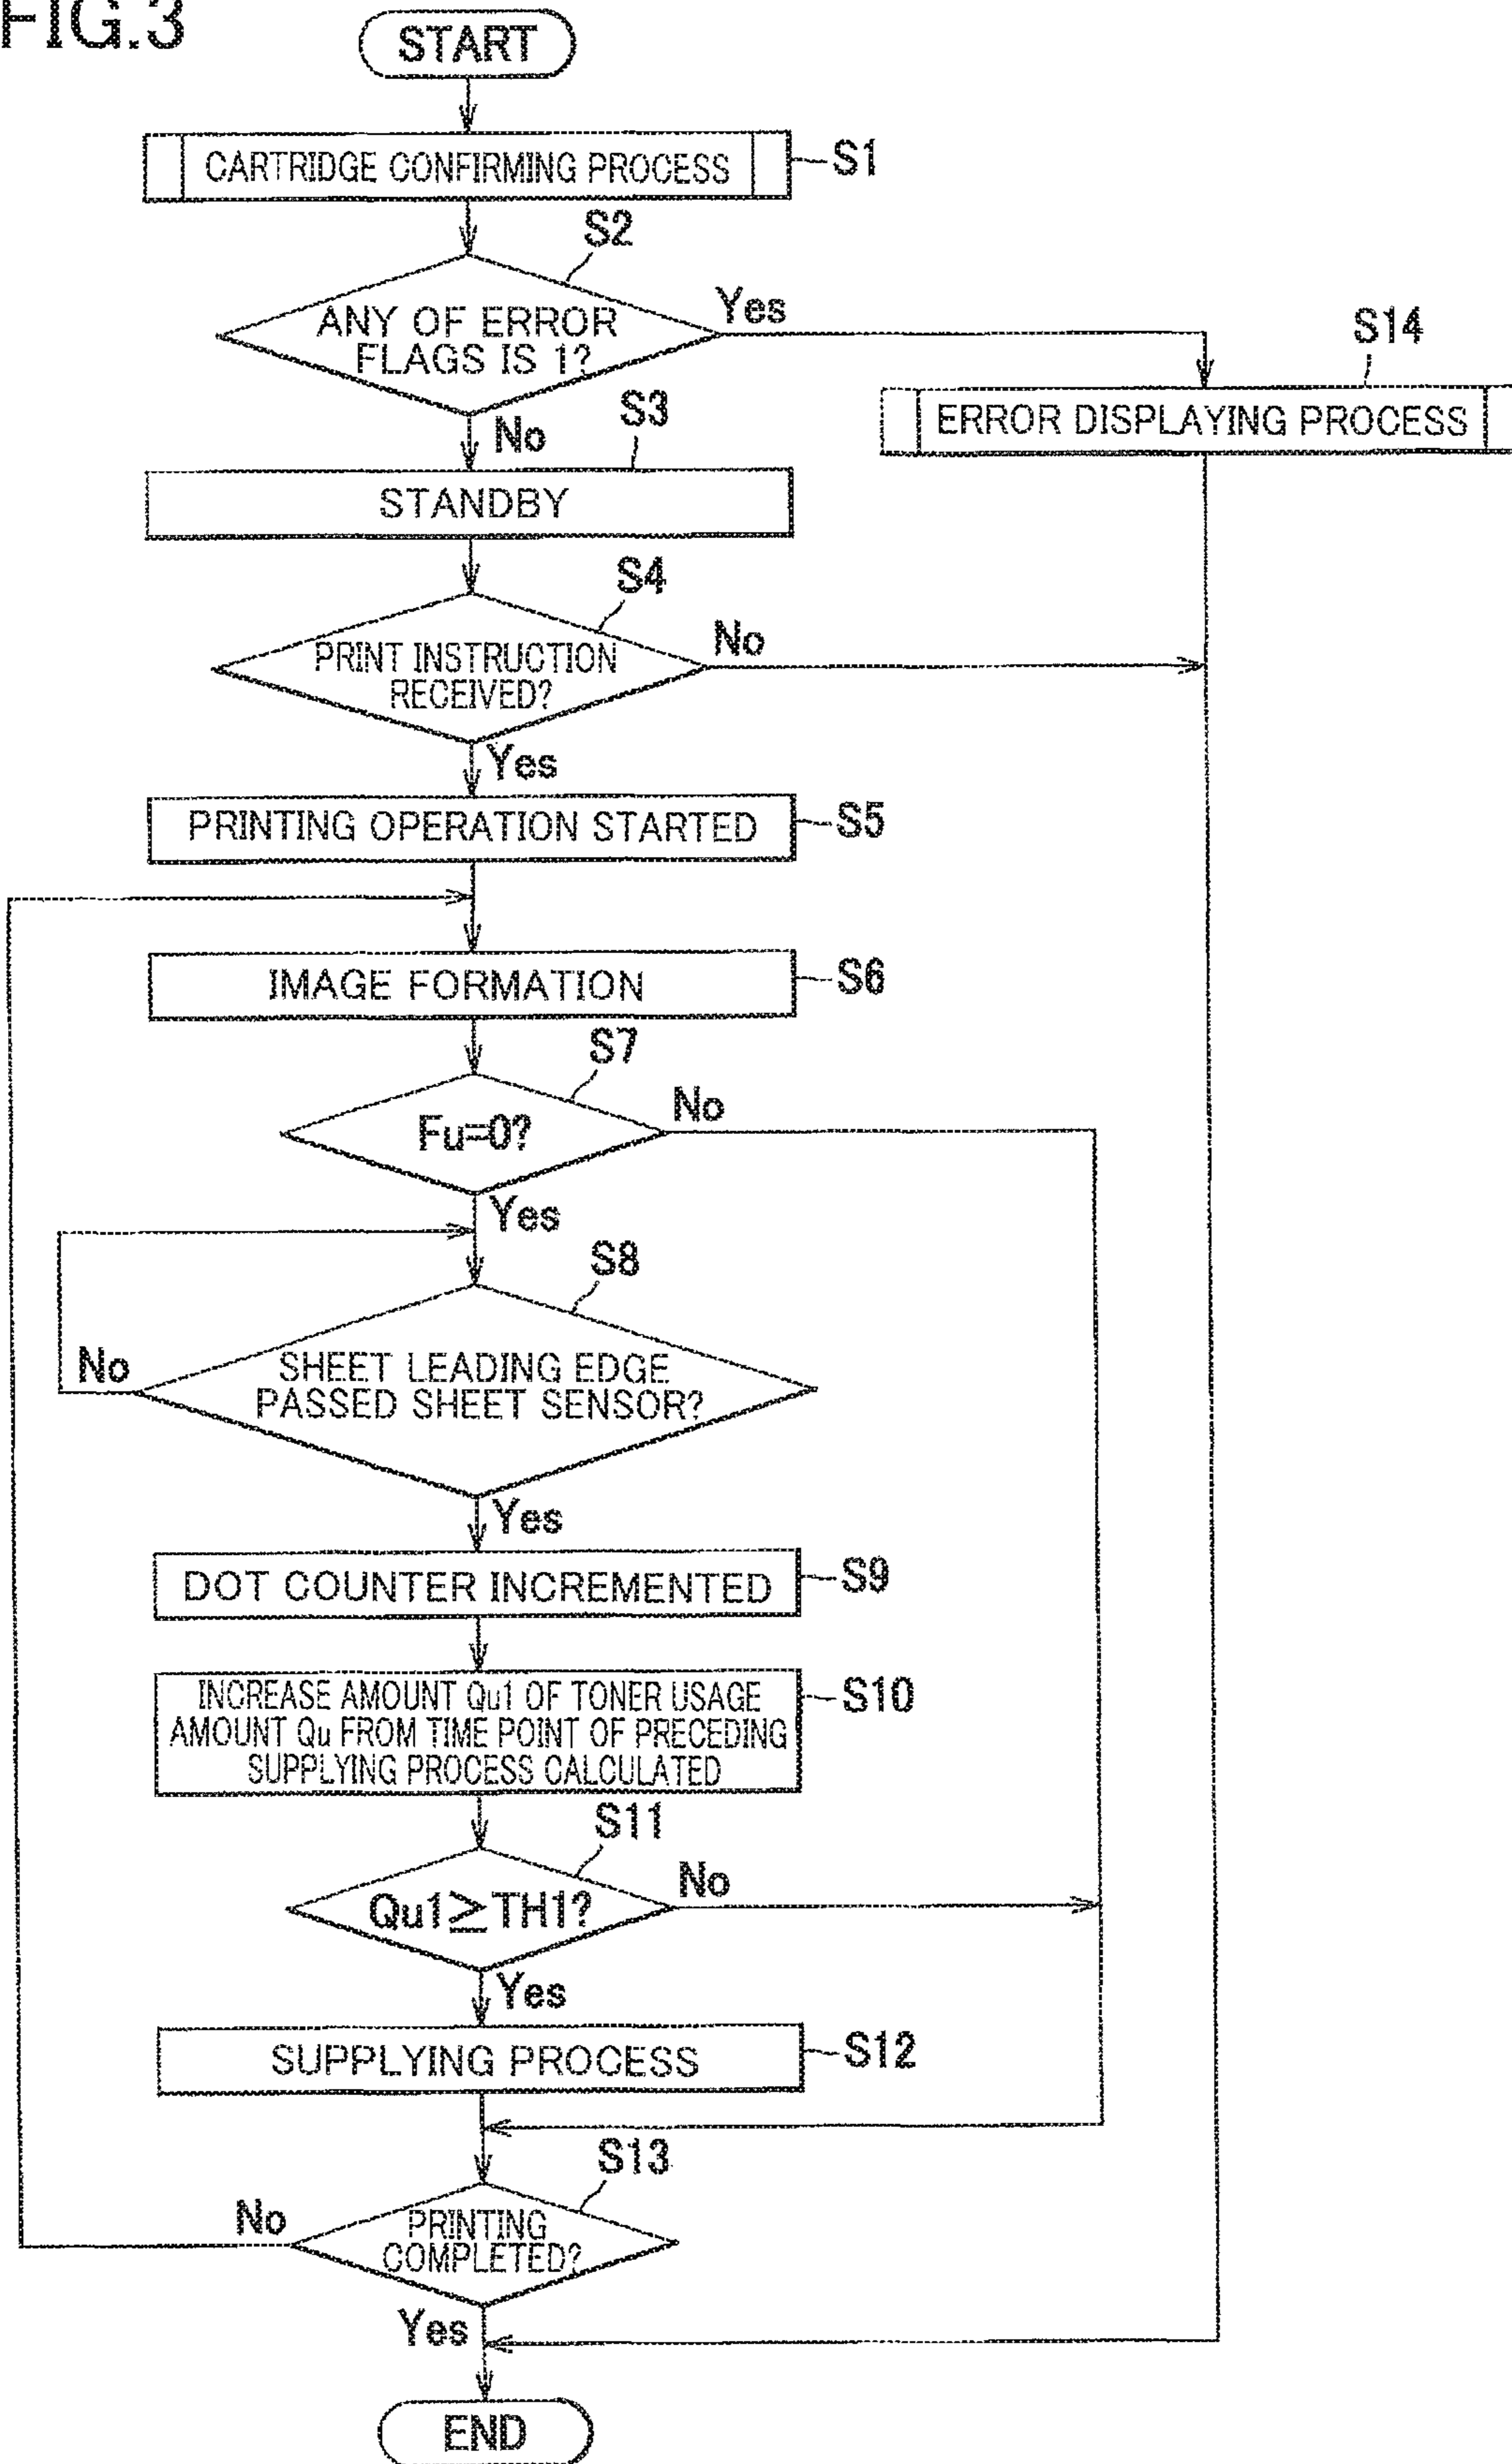 FIG.3
START
CARTRIDGE CONFIRMING PROCESS
S1
S2
ANY OF ERROR
FLAGS IS 1?
Yes
No
S14
ERROR DISPLAYING PROCESS
S3
STANDBY
S4
PRINT INSTRUCTION
RECEIVED?
No
Yes
PRINTING OPERATION STARTED
S5
IMAGE FORMATION
S6
S7
Fu=0?
No
Yes
S8
SHEET LEADING EDGE
PASSED SHEET SENSOR?
No
Yes
DOT COUNTER INCREMENTED
S9
INCREASE AMOUNT Qu1 OF TONER USAGE
AMOUNT Qu FROM TIME POINT OF PRECEDING
SUPPLYING PROCESS CALCULATED
S10
S11
Qu1≧TH1?
No
Yes
SUPPLYING PROCESS
S12
S13
PRINTING
COMPLETED?
No
Yes
END